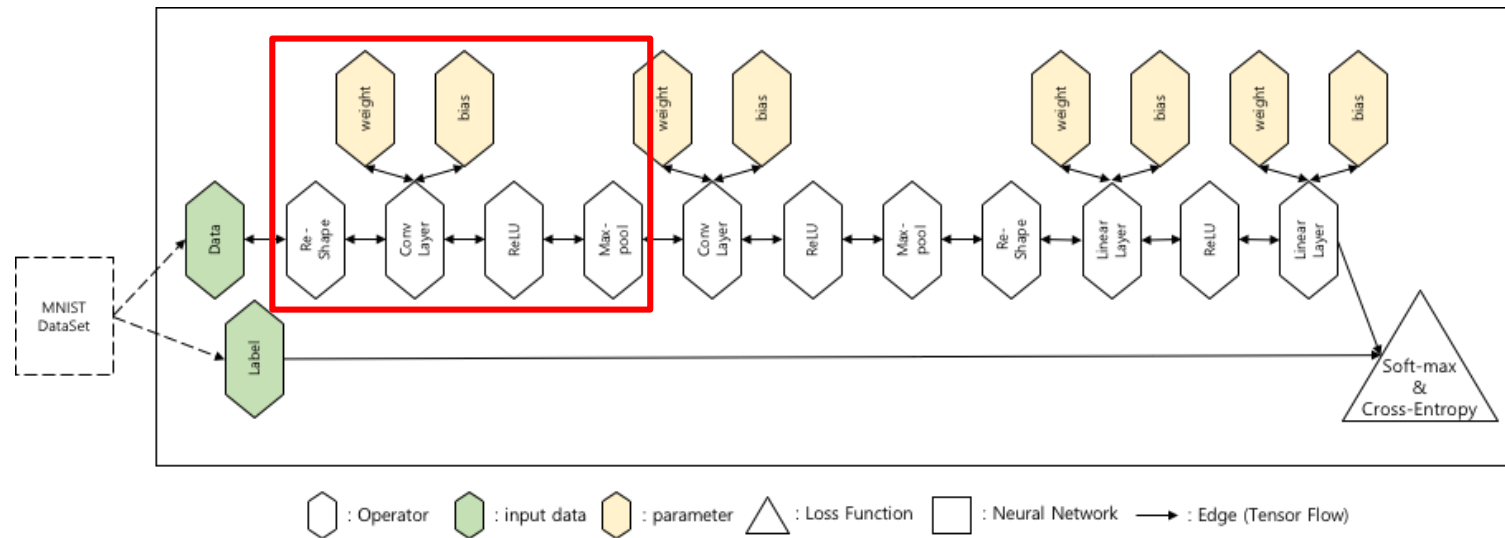 weight
bias
weight
bias
weight
bias
weight
bias
Data
Re-
Shape
Conv
Layer
ReLU
Max-
pool
Conv
Layer
ReLU
Max-
pool
Re-
Shape
Linear
Layer
ReLU
Linear
Layer
MNIST
DataSet
Label
Soft-max
&
Cross-Entropy
: Operator
: input data
: parameter
: Loss Function
: Neural Network
: Edge (Tensor Flow)